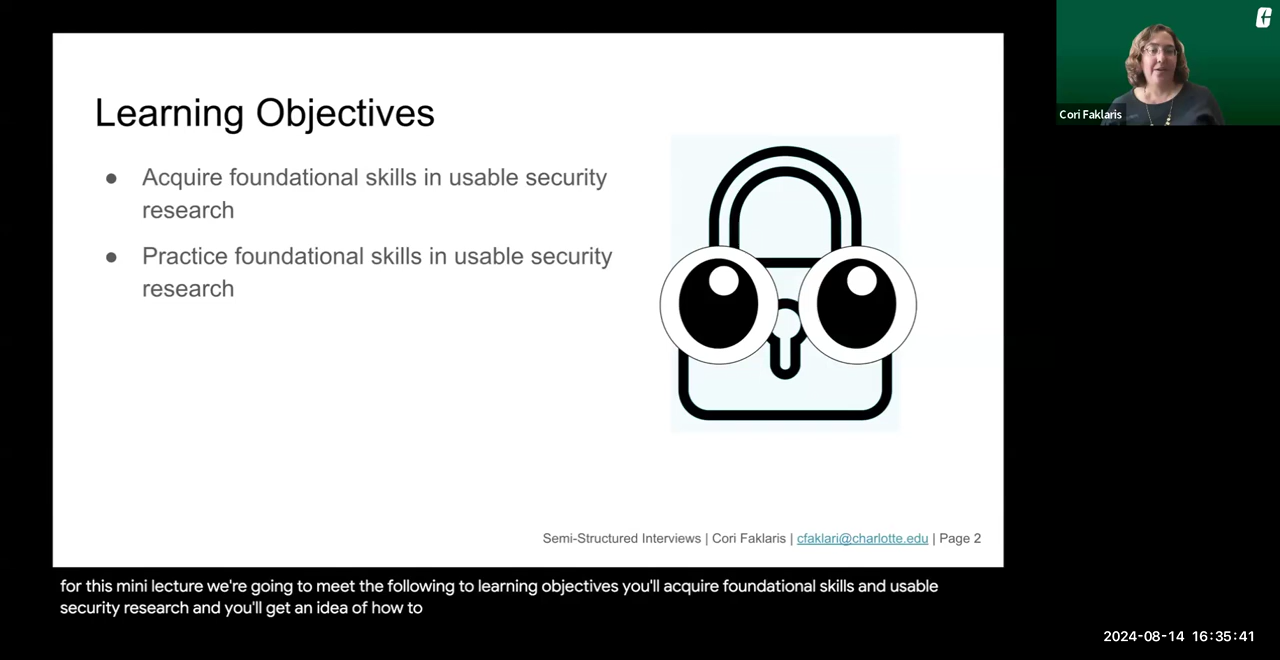 Learning Objectives
● Acquire foundational skills in usable security
research
● Practice foundational skills in usable security
research
Semi-Structured Interviews | Cori Faklaris | cfaklari@charlotte.edu | Page 2
Cori Faklaris
for this mini lecture we're going to meet the following to learning objectives you'll acquire foundational skills and usable
security research and you'll get an idea of how to
2024-08-14 16:35:41